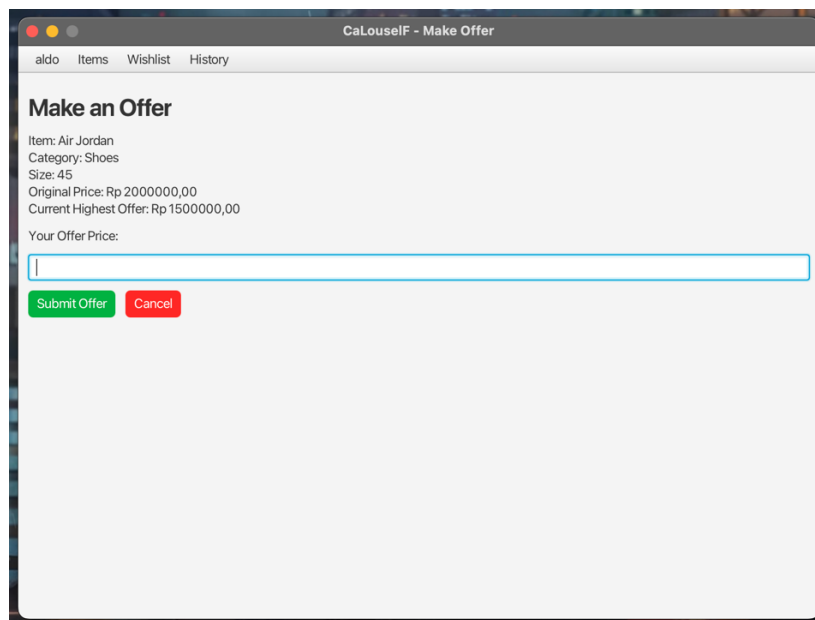 CaLouselF - Make Offer
aldo Items Wishlist History
Make an Offer
Item: Air Jordan
Category: Shoes
Size: 45
Original Price: Rp 2000000,00
Current Highest Offer: Rp 1500000,00
Your Offer Price:
Submit Offer Cancel